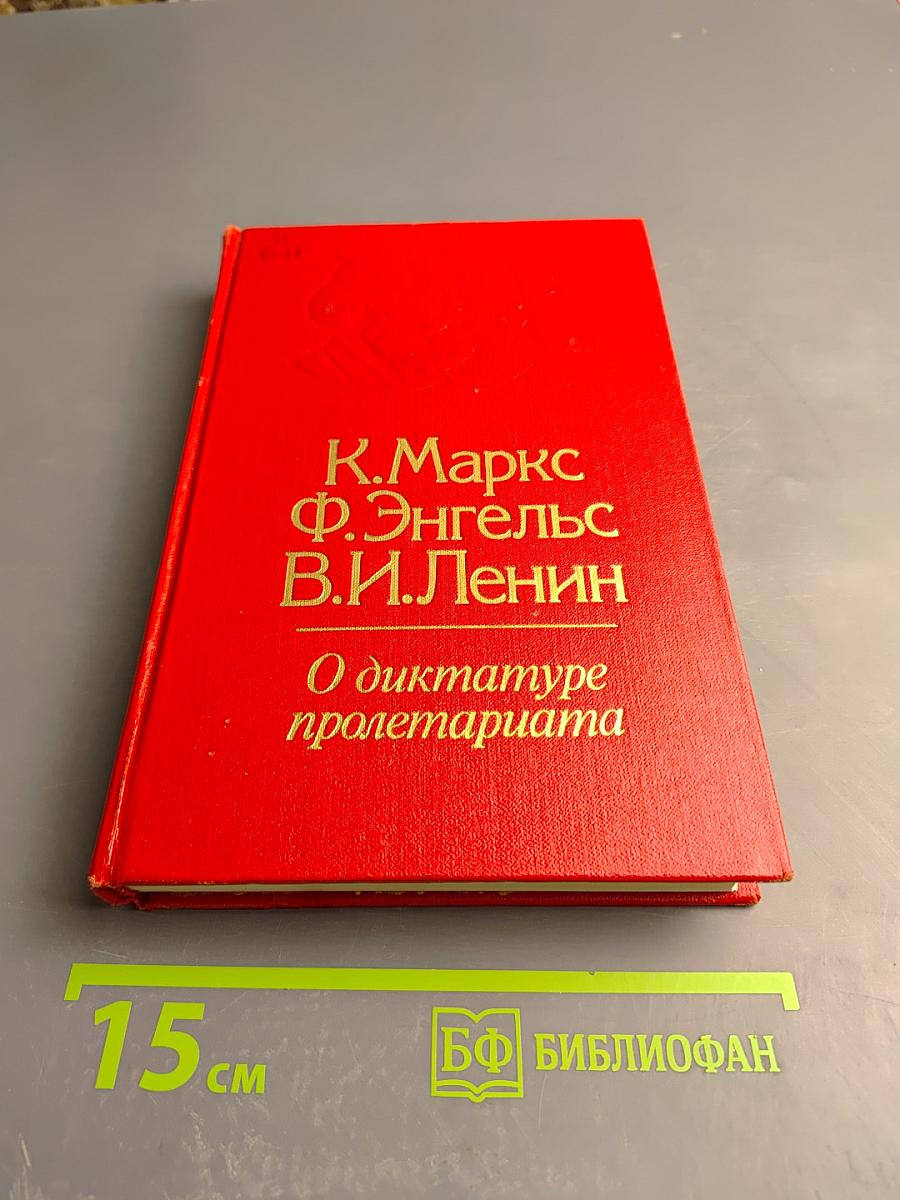 К.Маркс
Ф.Энгельс
В.И.Ленин
О диктатуре
пролетариата
15 см
БФ БИБЛИОФАН